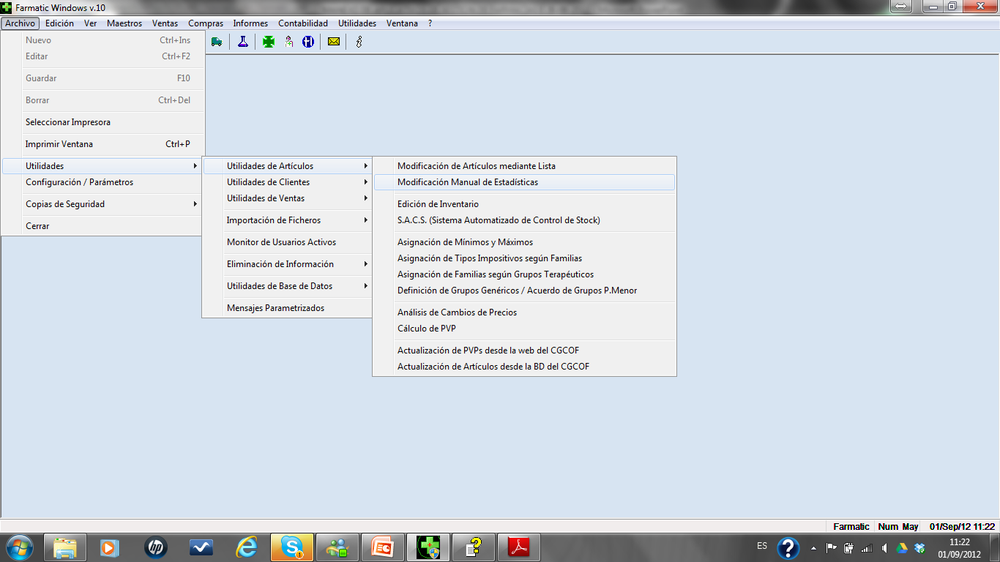 Farmatic Windows v.10
Archivo Edición Ver Maestros Ventas Compras Informes Contabilidad Utilidades Ventana ?
Nuevo Ctrl+Ins
Editar Ctrl+F2
Guardar F10
Borrar Ctrl+Del
Seleccionar Impresora
Imprimir Ventana Ctrl+P
Utilidades
Configuración / Parámetros
Copias de Seguridad
Cerrar
Utilidades de Artículos
Utilidades de Clientes
Utilidades de Ventas
Importación de Ficheros
Monitor de Usuarios Activos
Eliminación de Información
Utilidades de Base de Datos
Mensajes Parametrizados
Modificación de Artículos mediante Lista
Modificación Manual de Estadísticas
Edición de Inventario
S.A.C.S. (Sistema Automatizado de Control de Stock)
Asignación de Mínimos y Máximos
Asignación de Tipos Impositivos según Familias
Asignación de Familias según Grupos Terapéuticos
Definición de Grupos Genéricos / Acuerdo de Grupos P.Menor
Análisis de Cambios de Precios
Cálculo de PVP
Actualización de PVPs desde la web del CGCOF
Actualización de Artículos desde la BD del CGCOF
Farmatic Num May 01/Sep/12 11:22
hp
S
1
P
?
ES
?
11:22
01/09/2012